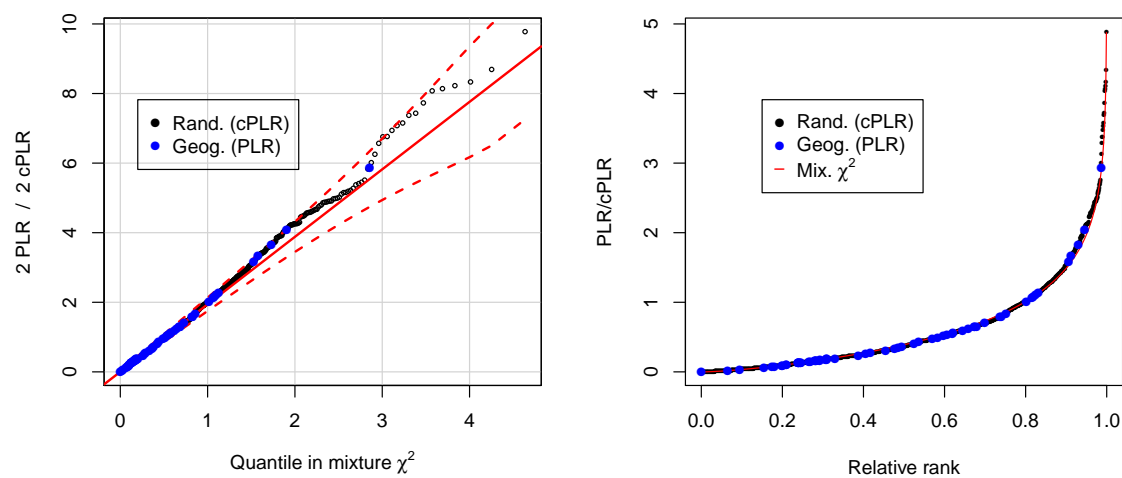 10
8
6
4
2
0
2 PLR / 2 cPLR
Rand. (cPLR)
Geog. (PLR)
0 1 2 3 4
Quantile in mixture χ²
5
4
3
2
1
0
PLR/cPLR
Rand. (cPLR)
Geog. (PLR)
Mix. χ²
0.0 0.2 0.4 0.6 0.8 1.0
Relative rank